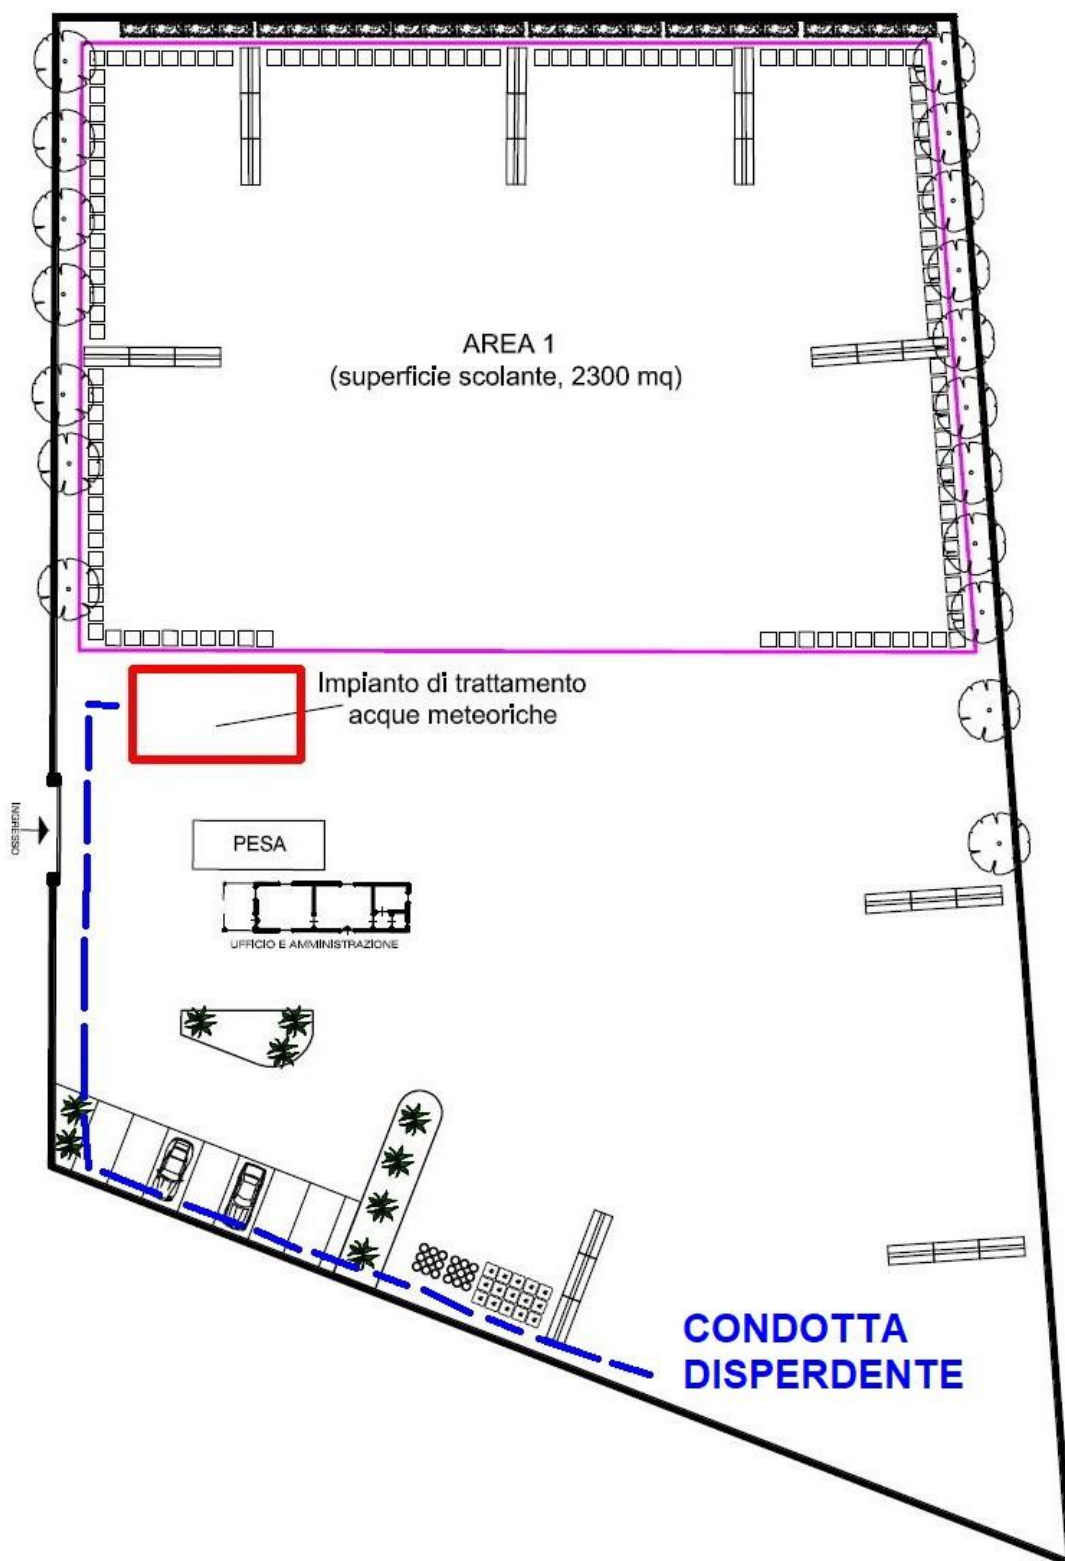 AREA 1
(superficie scolante, 2300 mq)
Impianto di trattamento
acque meteoriche
INGRESSO
PESA
UFFICIO E AMMINISTRAZIONE
CONDOTTA
DISPERDENTE